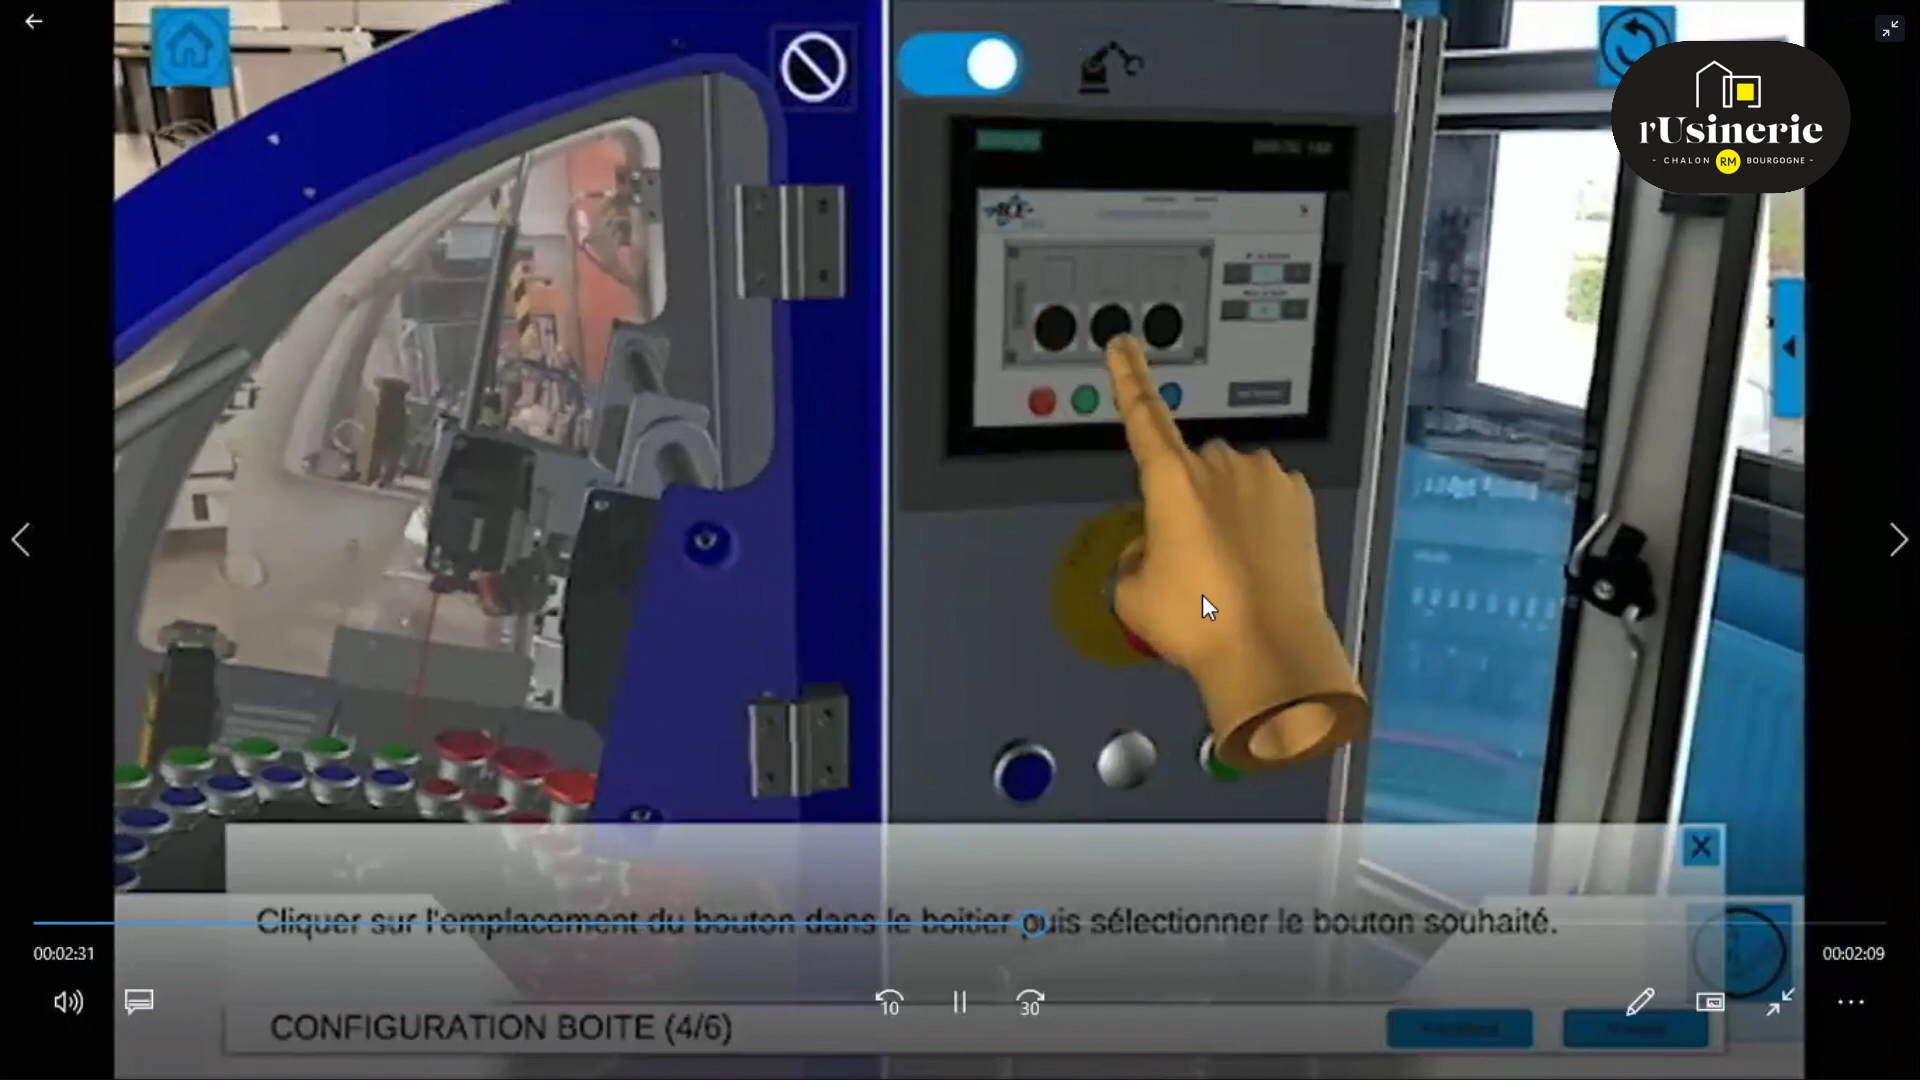 l'Usinerie
- CHALON RM BOURGOGNE -
Cliquer sur l'emplacement du bouton dans le boitier puis sélectionner le bouton souhaité.
00:02:31
00:02:09
10
30
CONFIGURATION BOITE (4/6)